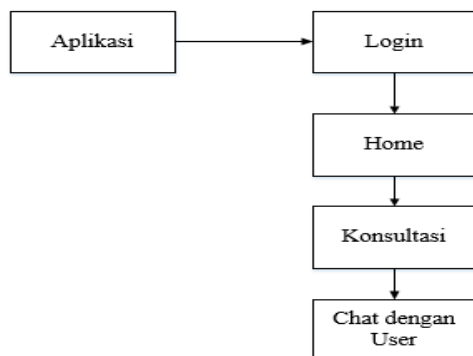 Aplikasi
Login
Home
Konsultasi
Chat dengan
User